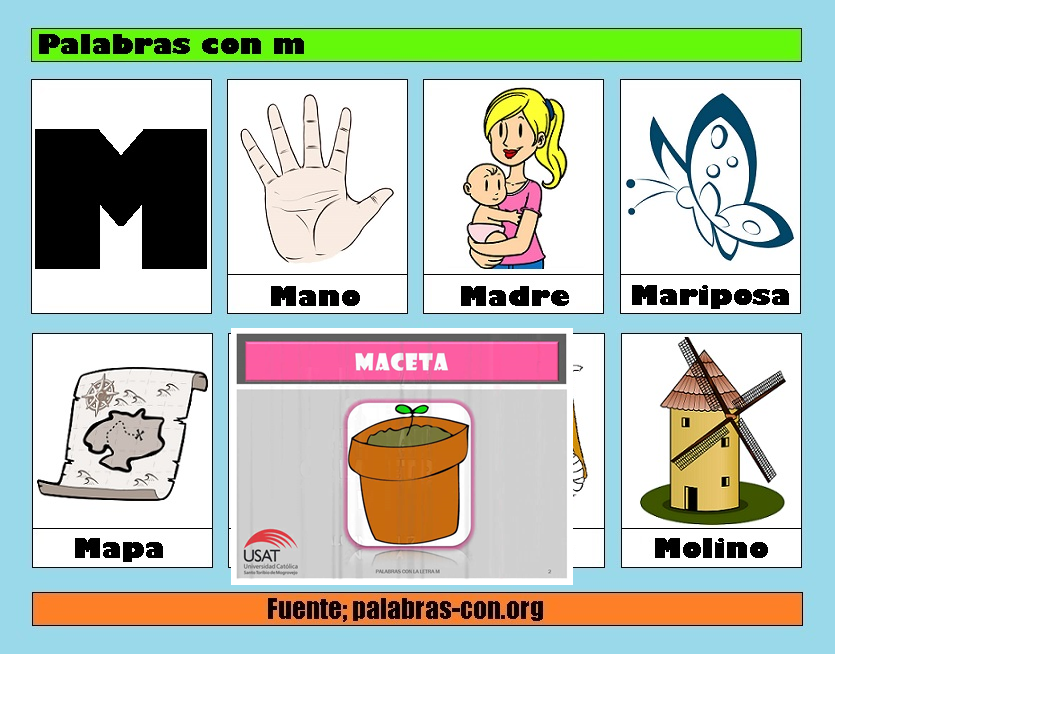 Palabras con m
M
Mano
Madre
Mariposa
MACETA
USAT
Universidad Católica
Santo Toribio de Mogrovejo
PALABRAS CON LA LETRA M
2
Mapa
Molino
Fuente; palabras-con.org